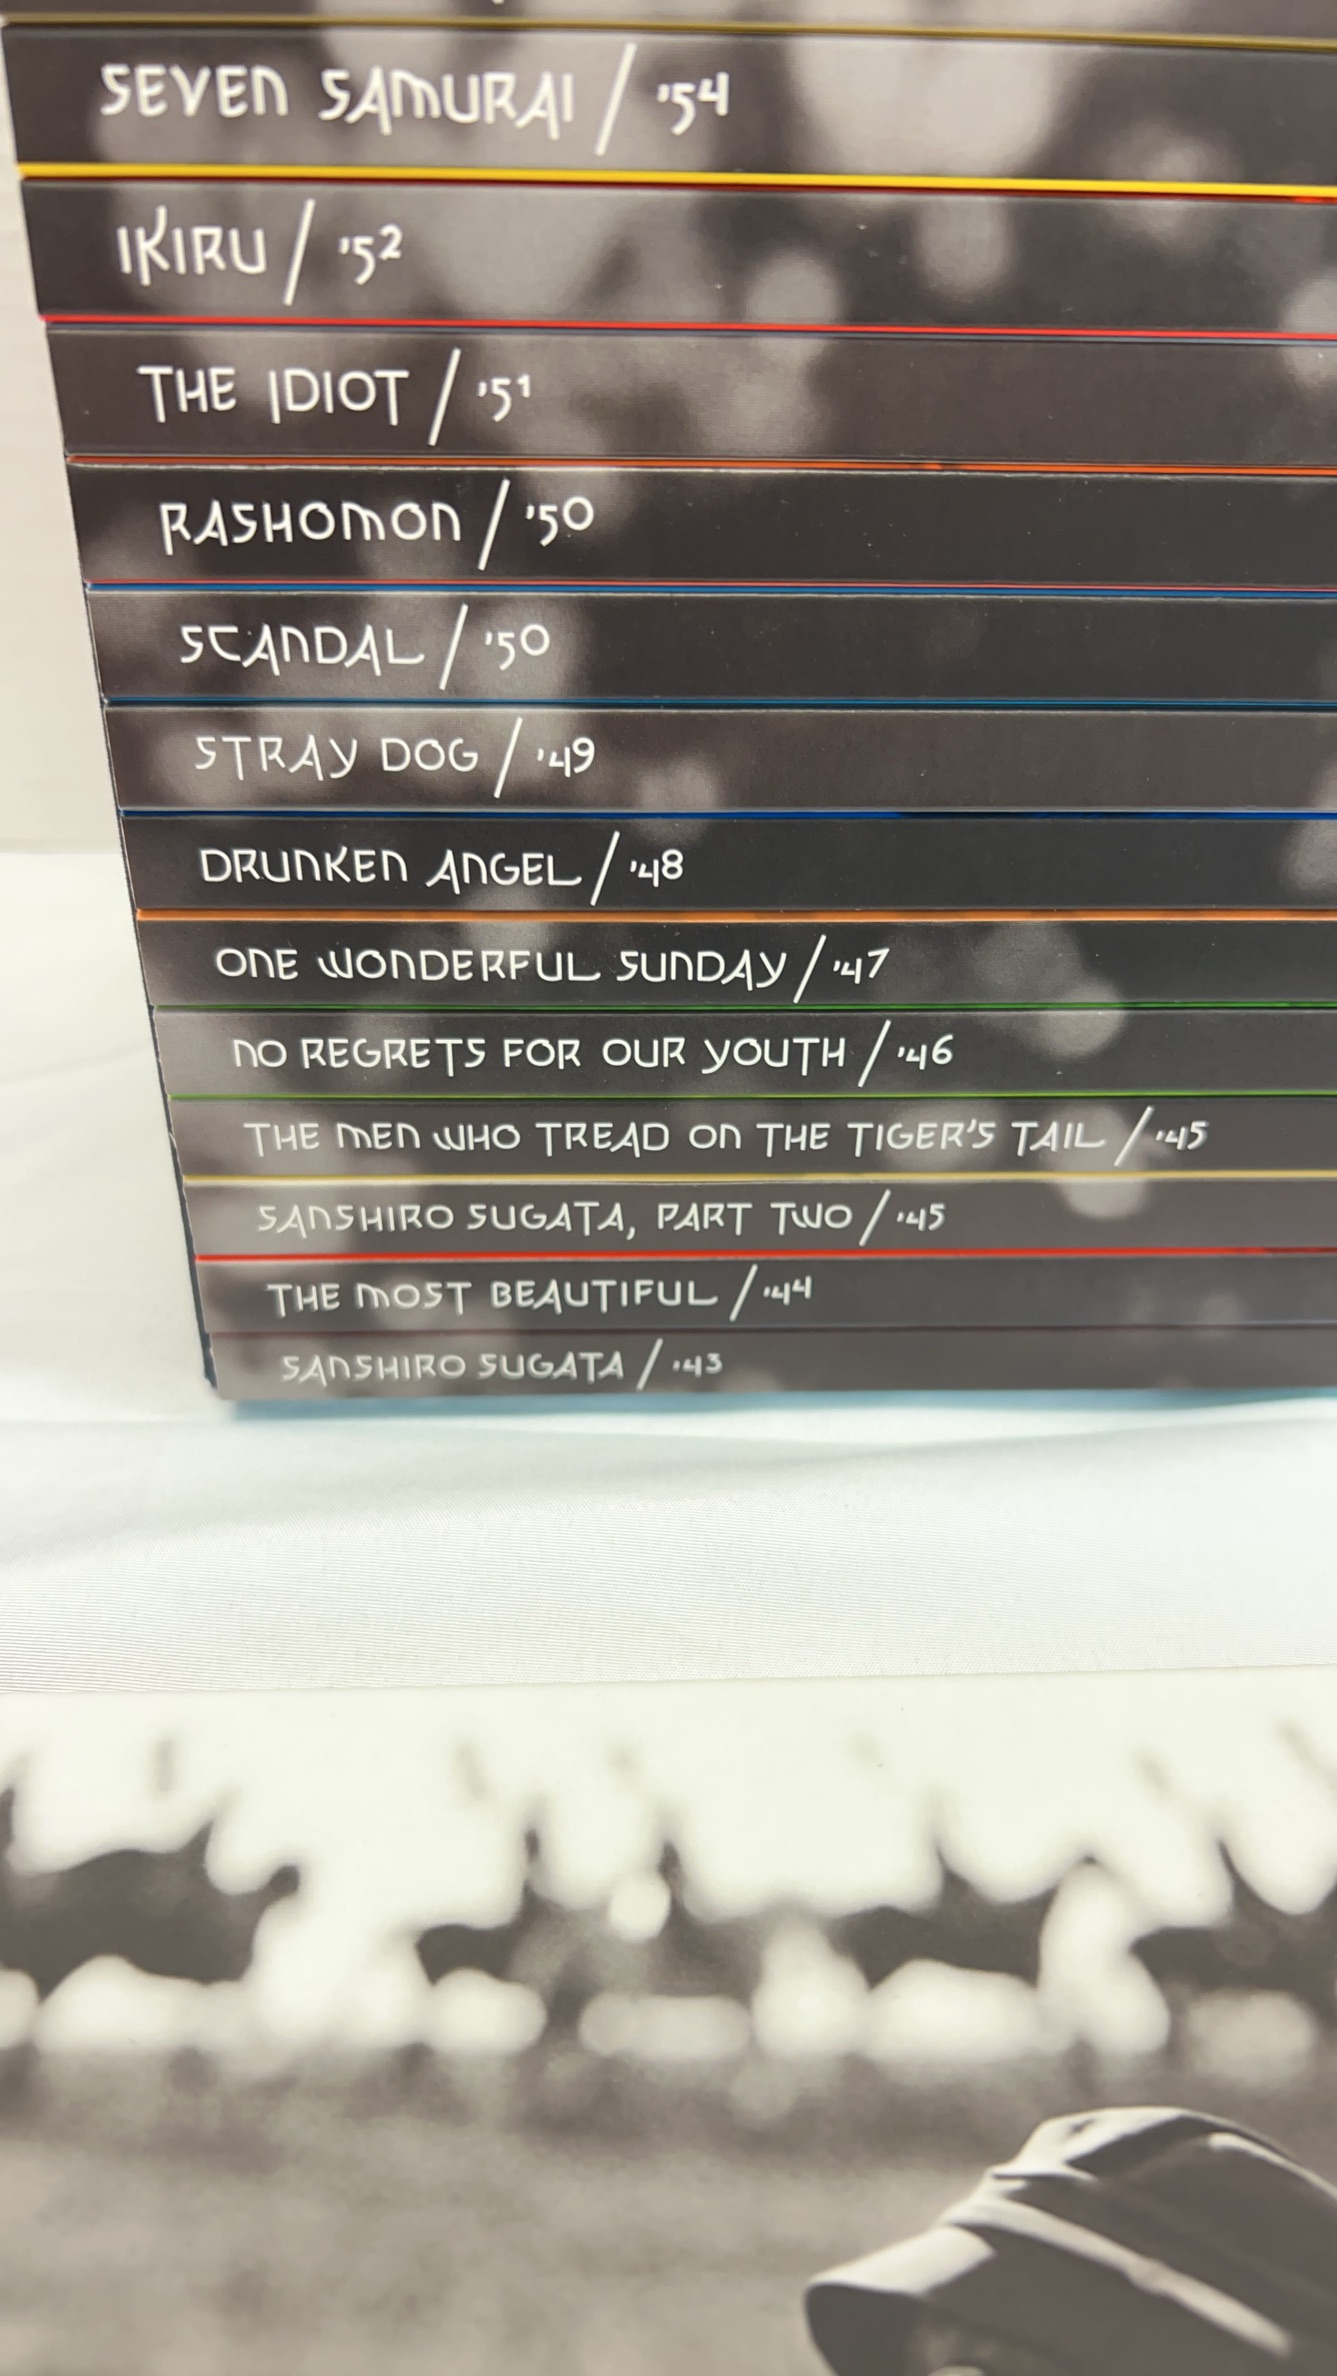 SEVEN SAMURAI / '54
IKIRU / '52
THE IDIOT / '51
RASHOMON / '50
SCANDAL / '50
STRAY DOG / '49
DRUNKEN ANGEL / '48
ONE WONDERFUL SUNDAY / '47
NO REGRETS FOR OUR YOUTH / '46
THE MEN WHO TREAD ON THE TIGER'S TAIL / '45
SANSHIRO SUGATA, PART TWO / '45
THE MOST BEAUTIFUL / '44
SANSHIRO SUGATA / '43